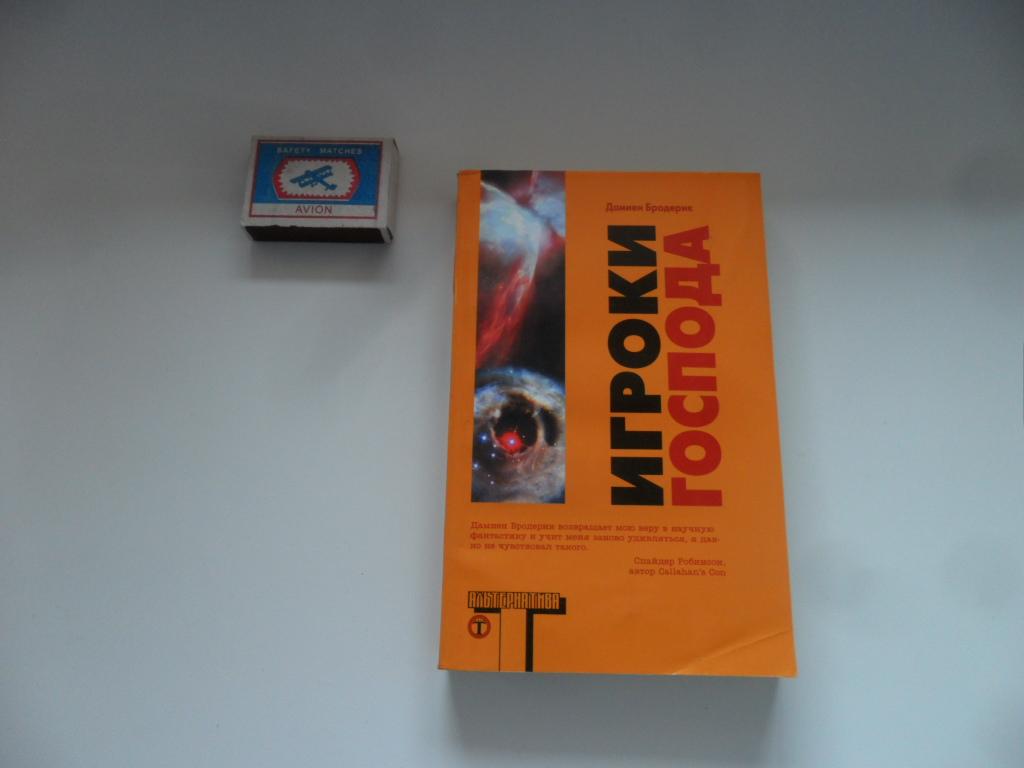 SAFETY MATCHES
AVION
Дамиен Бродерик
ИГРОКИ
ГОСПОДА
Дамиен Бродерик возвращает мою веру в научную
фантастику и учит меня заново удивляться, я дав-
но не чувствовал такого.
Спайдер Робинсон,
автор Callahan's Con
АЛЬТЕРНАТИВА
Т